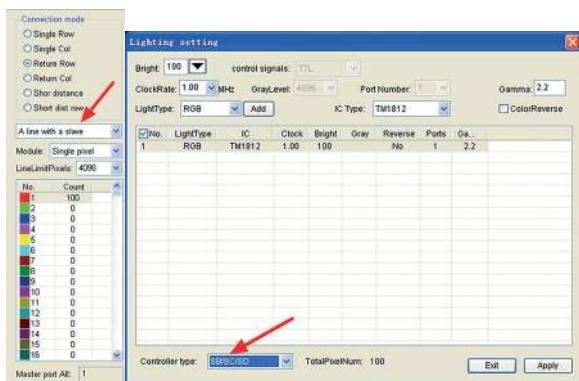 Connection mode
Single Row
Single Col
Return Row
Return Col
Shor distance
Short dist row
A line with a slave
Module: Single pixel
LineLimitPixels: 4096
No. Count
1 100
2 0
3 0
4 0
5 0
6 0
7 0
8 0
9 0
10 0
11 0
12 0
13 0
14 0
15 0
16 0
Master port All: 1
Lighting setting
Bright: 100 control signals: TTL
ClockRate: 1.00 MHz GrayLevel: 4096 Port Number: 1 Gamma: 2.2
LightType: RGB Add IC Type: TM1812 ColorReverse
No. LightType IC Clock Bright Gray Reverse Ports Ga...
1 RGB TM1812 1.00 100 No 1 2.2
Controller type: SB/SC/SD TotalPixelNum: 100
Exit Apply